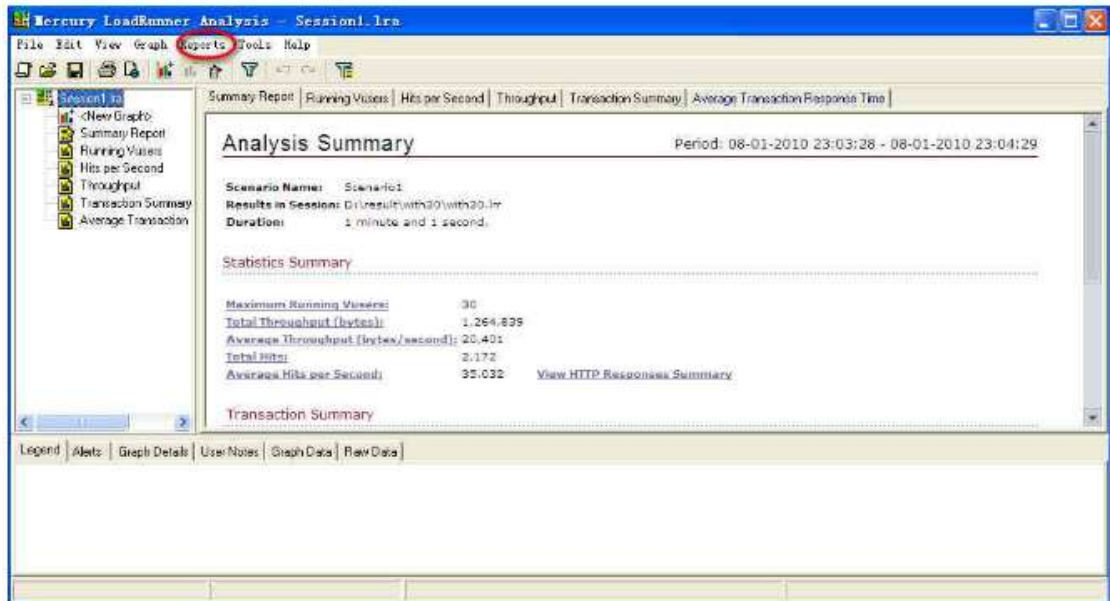 Mercury LoadRunner Analysis - Session1.lra
File Edit View Graph Reports Tools Help
Session1.lra
<New Graph>
Summary Report
Running Vusers
Hits per Second
Throughput
Transaction Summary
Average Transaction
Summary Report Running Vusers Hits per Second Throughput Transaction Summary Average Transaction Response Time
Analysis Summary Period: 08-01-2010 23:03:28 - 08-01-2010 23:04:29
Scenario Name: Scenario1
Results in Session: D:\result\with30\with30.lrr
Duration: 1 minute and 1 second.
Statistics Summary
Maximum Running Vusers: 30
Total Throughput (bytes): 1,264,839
Average Throughput (bytes/second): 20,401
Total Hits: 2,172
Average Hits per Second: 35.032 View HTTP Responses Summary
Transaction Summary
Legend Alerts Graph Details User Notes Graph Data Raw Data